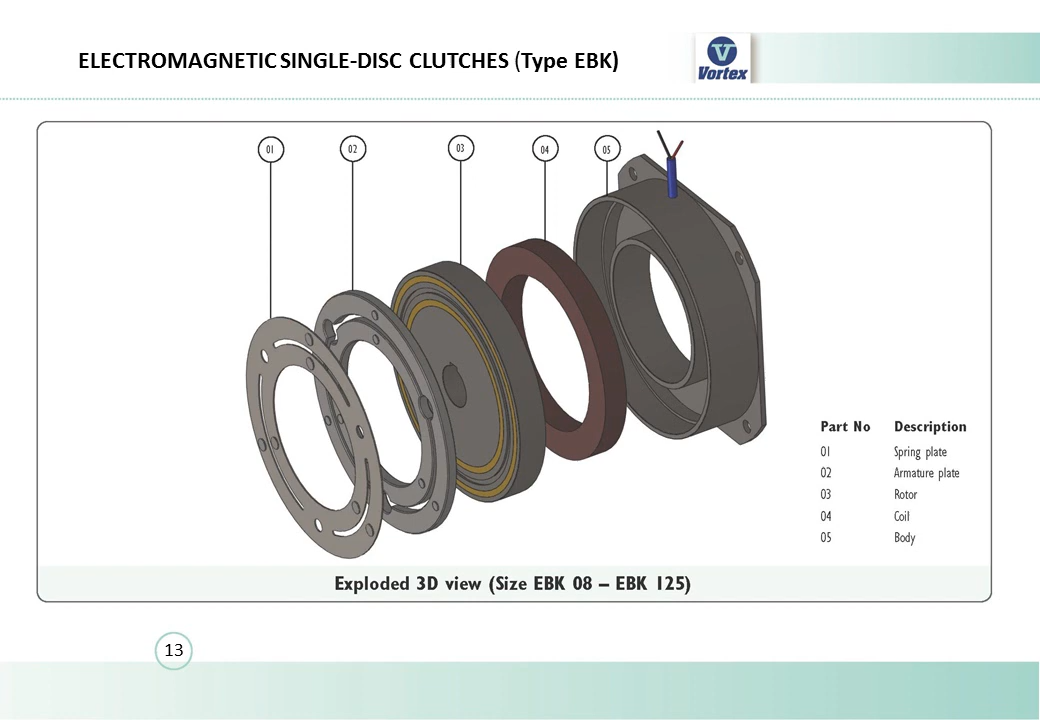 ELECTROMAGNETIC SINGLE-DISC CLUTCHES (Type EBK)
Vortex
01 02 03 04 05
Part No Description
01 Spring plate
02 Armature plate
03 Rotor
04 Coil
05 Body
Exploded 3D view (Size EBK 08 – EBK 125)
13